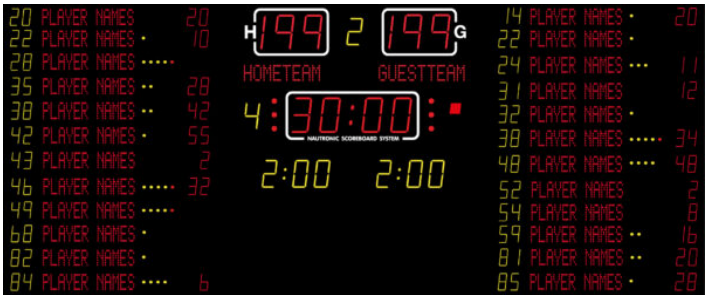 20 PLAYER NAMES 20
22 PLAYER NAMES 10
28 PLAYER NAMES
35 PLAYER NAMES 28
38 PLAYER NAMES 42
42 PLAYER NAMES 55
43 PLAYER NAMES 2
46 PLAYER NAMES 32
49 PLAYER NAMES
68 PLAYER NAMES
82 PLAYER NAMES
84 PLAYER NAMES 6
H 199 2 199 G
HOMETEAM GUESTTEAM
4 30:00
NAUTRONIC SCOREBOARD SYSTEM
2:00 2:00
14 PLAYER NAMES 20
22 PLAYER NAMES
24 PLAYER NAMES 11
31 PLAYER NAMES 12
32 PLAYER NAMES
38 PLAYER NAMES 34
48 PLAYER NAMES 48
52 PLAYER NAMES 2
54 PLAYER NAMES 8
59 PLAYER NAMES 16
81 PLAYER NAMES 20
85 PLAYER NAMES 28